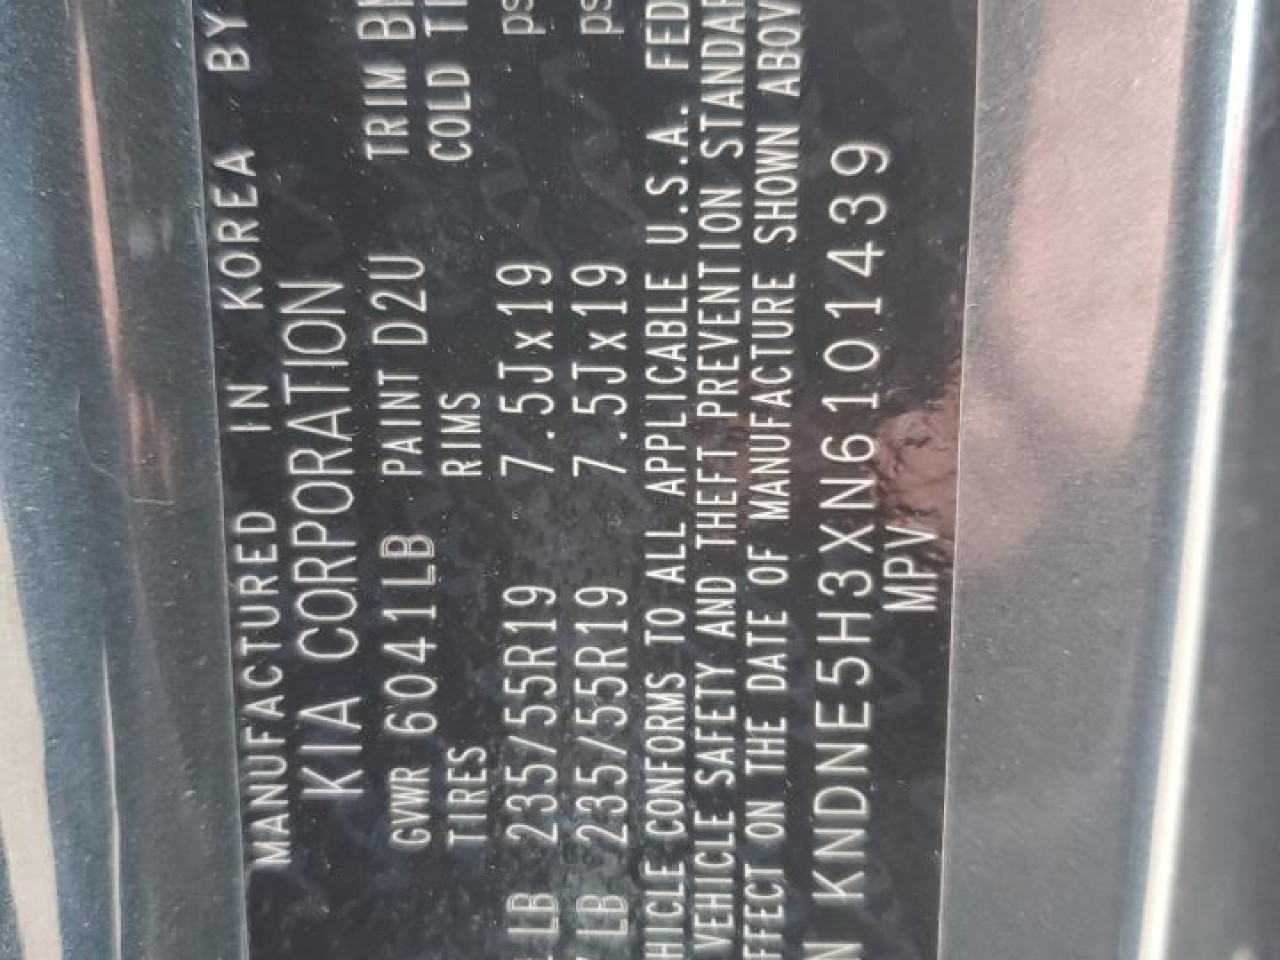 MANUFACTURED IN KOREA BY
KIA CORPORATION
GVWR 6041LB PAINT D2U TRIM
TIRES RIMS COLD
LB 235/55R19 7.5Jx19
LB 235/55R19 7.5Jx19
HICLE CONFORMS TO ALL APPLICABLE U.S.A. FED
VEHICLE SAFETY AND THEFT PREVENTION STANDAR
FFECT ON THE DATE OF MANUFACTURE SHOWN ABOV
N KNDNE5H3XN6101439
MPV